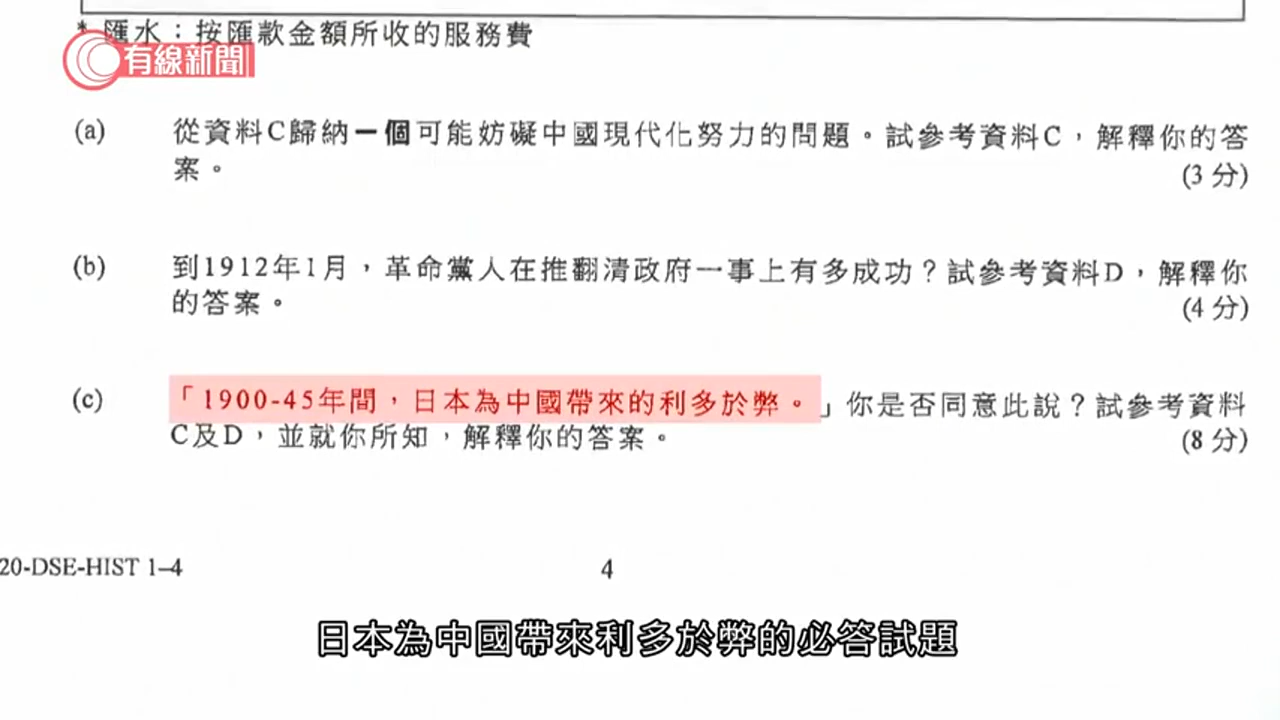 * 匯水：按匯款金額所收的服務費
有線新聞
(a) 從資料C歸納一個可能妨礙中國現代化努力的問題。試參考資料C，解釋你的答
案。 (3 分)
(b) 到1912年1月，革命黨人在推翻清政府一事上有多成功？試參考資料D，解釋你
的答案。 (4 分)
(c) 「1900-45年間，日本為中國帶來的利多於弊。」你是否同意此說？試參考資料
C及D，並就你所知，解釋你的答案。 (8 分)
20-DSE-HIST 1–4 4
日本為中國帶來利多於弊的必答試題